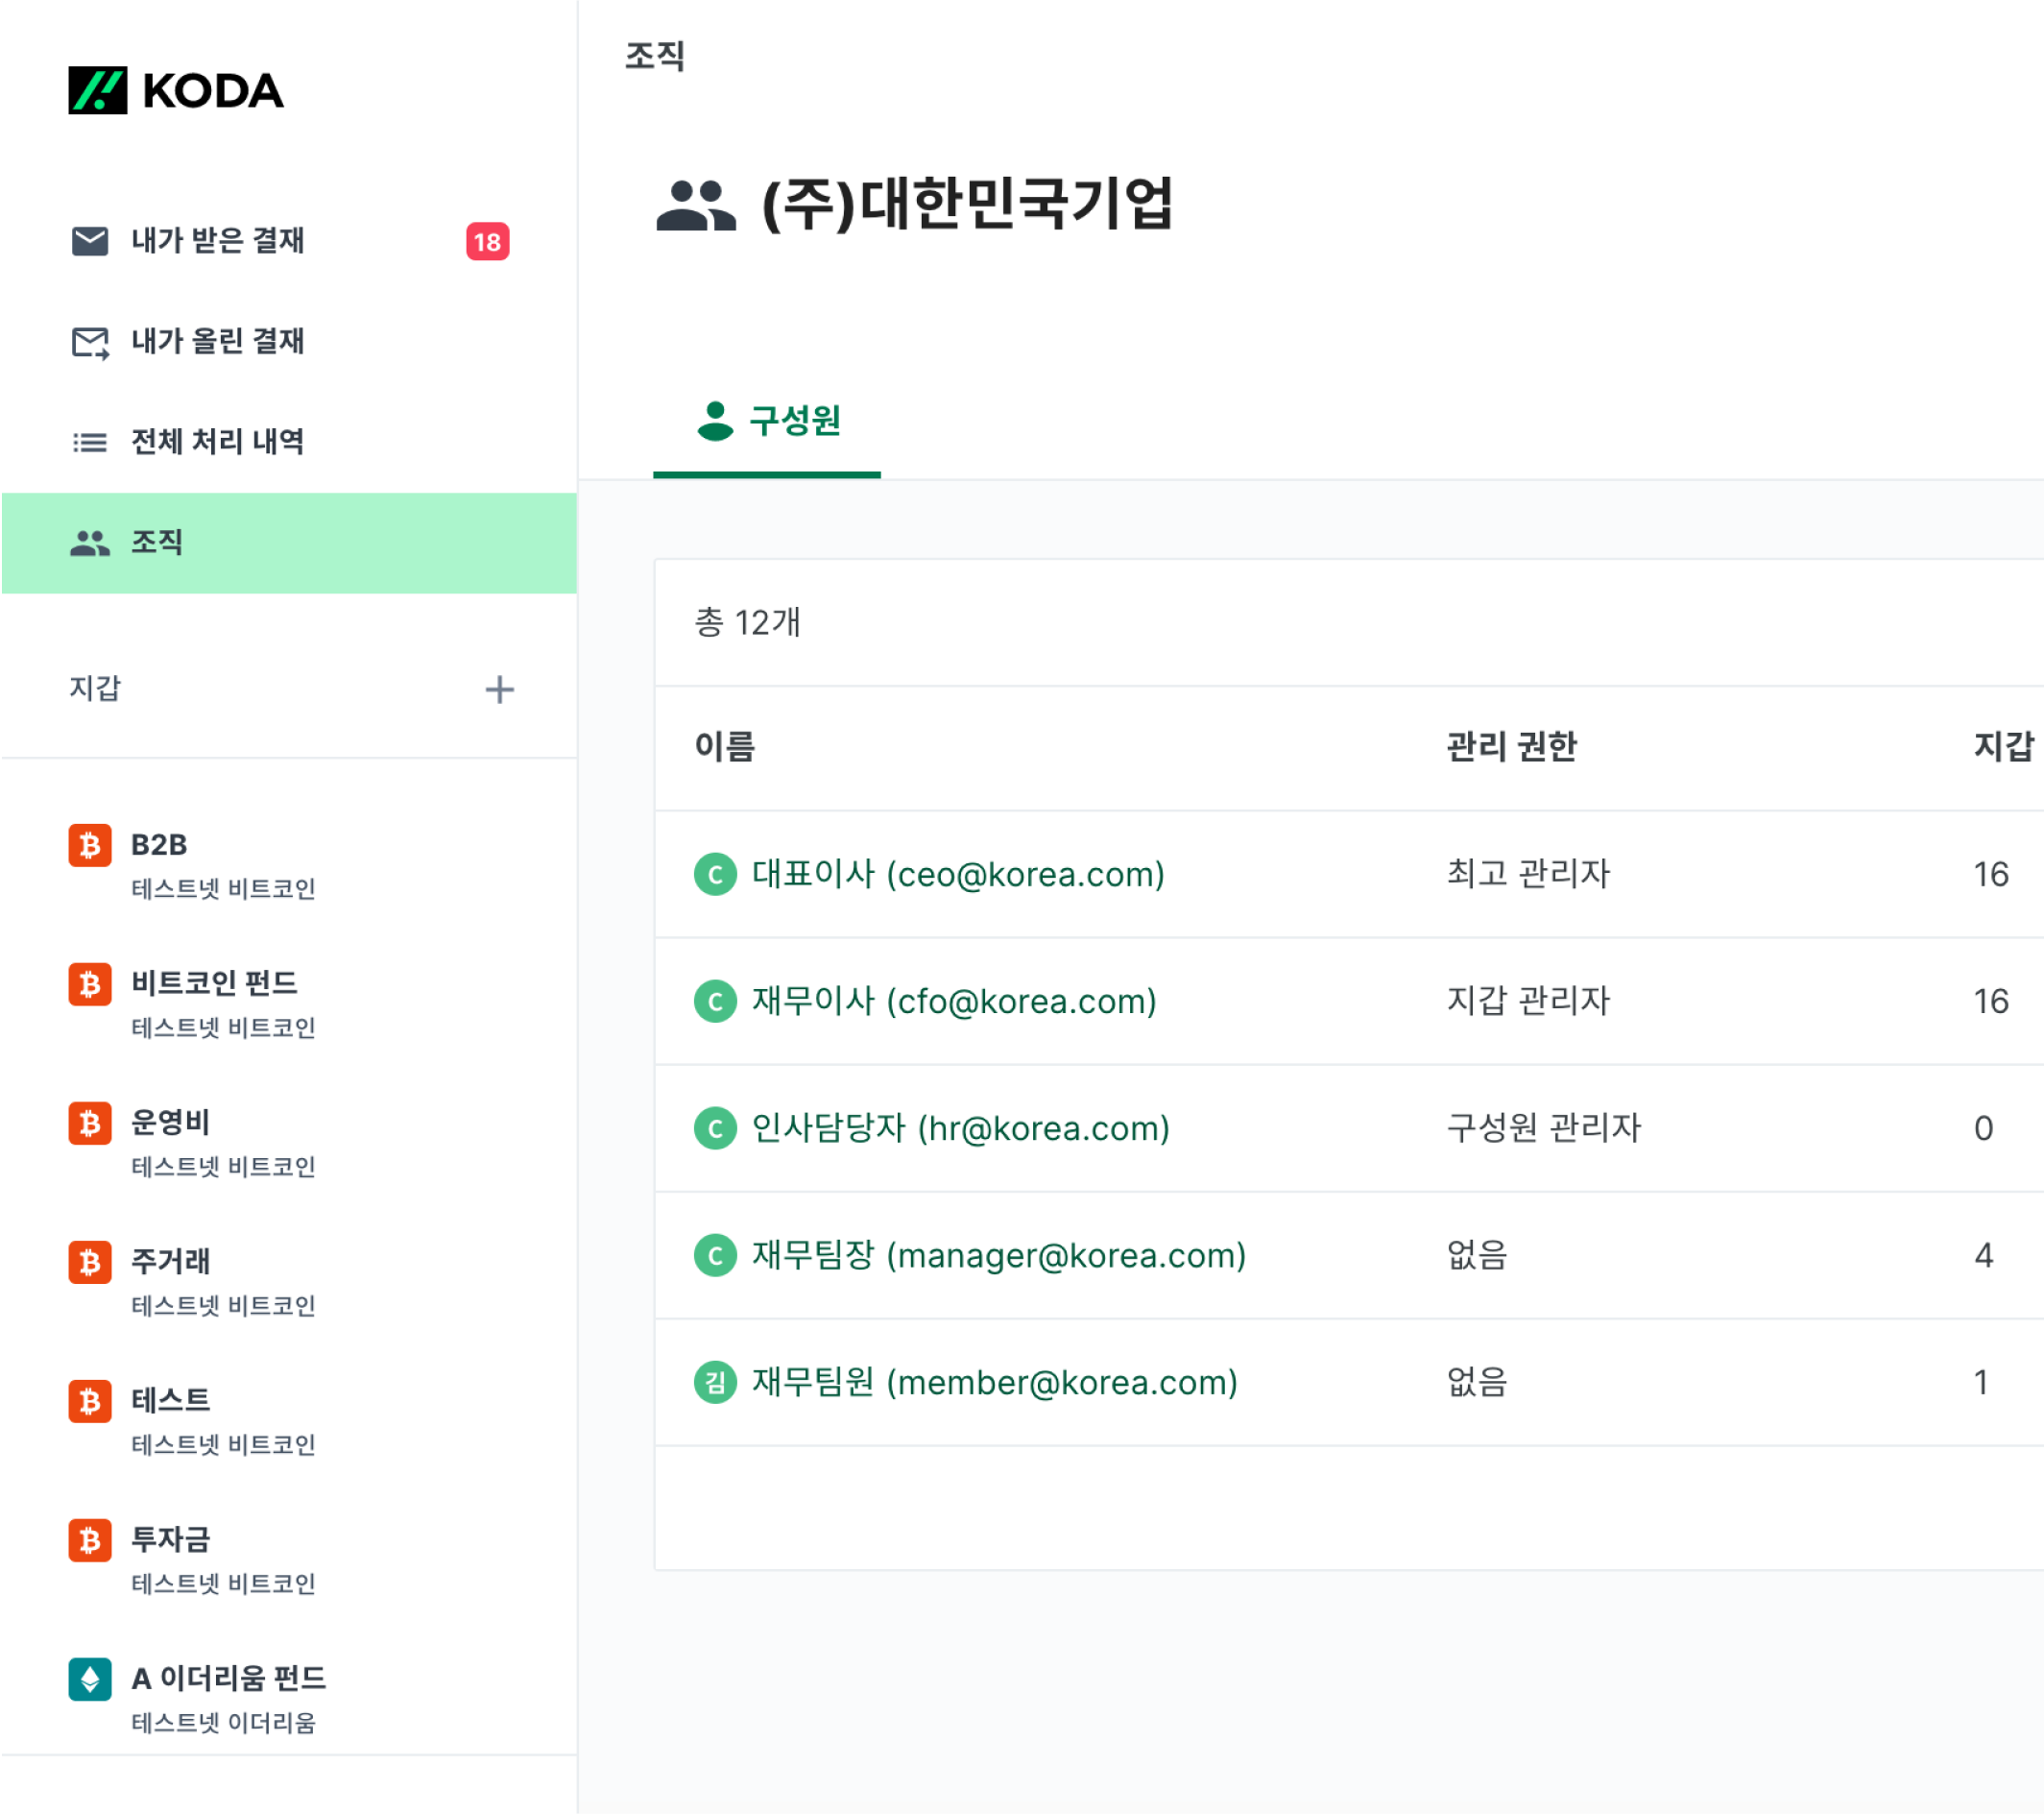 KODA
내가 받은 결재 18
내가 올린 결재
전체 처리 내역
조직
지갑
B2B
테스트넷 비트코인
비트코인 펀드
테스트넷 비트코인
운영비
테스트넷 비트코인
주거래
테스트넷 비트코인
테스트
테스트넷 비트코인
투자금
테스트넷 비트코인
A 이더리움 펀드
테스트넷 이더리움
조직
(주)대한민국기업
구성원
총 12개
이름 관리 권한 지갑
C 대표이사 (ceo@korea.com) 최고 관리자 16
C 재무이사 (cfo@korea.com) 지갑 관리자 16
C 인사담당자 (hr@korea.com) 구성원 관리자 0
C 재무팀장 (manager@korea.com) 없음 4
김 재무팀원 (member@korea.com) 없음 1